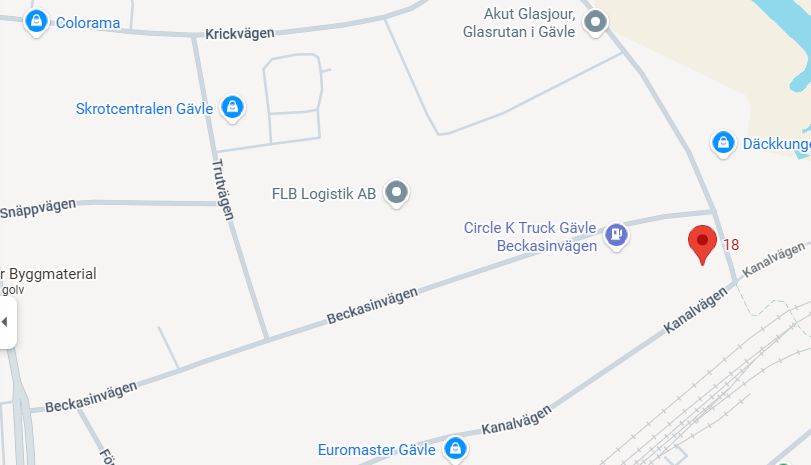 Akut Glasjour,
Glasrutan i Gävle
Colorama
Krickvägen
Skrotcentralen Gävle
Däckkunge
Trutvägen
FLB Logistik AB
Snäppvägen
Circle K Truck Gävle
Beckasinvägen
18
Kanalvägen
r Byggmaterial
golv
Beckasinvägen
Kanalvägen
Beckasinvägen
Kanalvägen
Euromaster Gävle